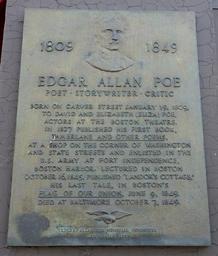 1809 1849
EDGAR ALLAN POE
POET · STORYWRITER · CRITIC
BORN ON CARVER STREET JANUARY 19, 1809,
TO DAVID AND ELIZABETH (ELIZA) POE,
ACTORS AT THE BOSTON THEATRE.
IN 1827 PUBLISHED HIS FIRST BOOK,
TAMERLANE AND OTHER POEMS,
AT A SHOP ON THE CORNER OF WASHINGTON
AND STATE STREETS AND ENLISTED IN THE
U.S. ARMY AT FORT INDEPENDENCE,
BOSTON HARBOR. LECTURED IN BOSTON
OCTOBER 16, 1845. PUBLISHED "LANDOR'S COTTAGE,"
HIS LAST TALE, IN BOSTON'S
FLAG OF OUR UNION, JUNE 9, 1849.
DIED AT BALTIMORE OCTOBER 7, 1849.